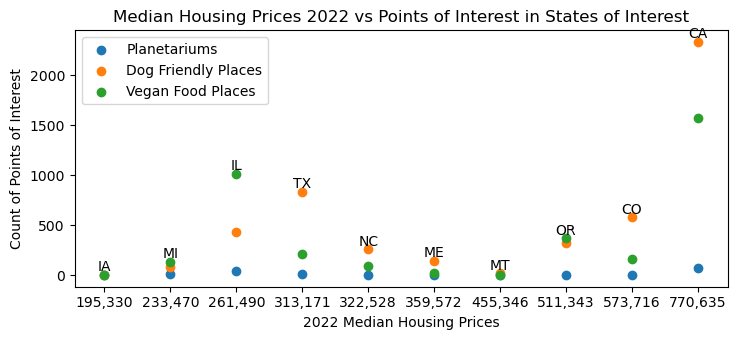 Median Housing Prices 2022 vs Points of Interest in States of Interest
Planetariums
Dog Friendly Places
Vegan Food Places
Count of Points of Interest
2000
1500
1000
500
0
IA
MI
IL
TX
NC
ME
MT
OR
CO
CA
195,330 233,470 261,490 313,171 322,528 359,572 455,346 511,343 573,716 770,635
2022 Median Housing Prices